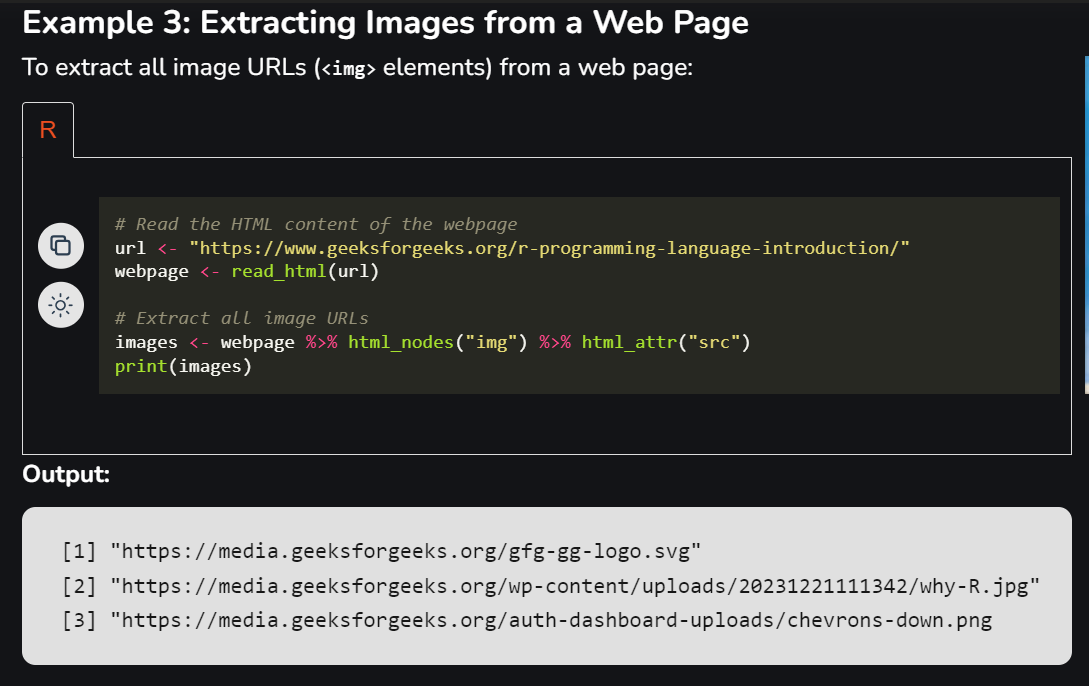 Example 3: Extracting Images from a Web Page
To extract all image URLs (<img> elements) from a web page:
R
# Read the HTML content of the webpage
url <- "https://www.geeksforgeeks.org/r-programming-language-introduction/"
webpage <- read_html(url)
# Extract all image URLs
images <- webpage %>% html_nodes("img") %>% html_attr("src")
print(images)
Output:
[1] "https://media.geeksforgeeks.org/gfg-gg-logo.svg"
[2] "https://media.geeksforgeeks.org/wp-content/uploads/20231221111342/why-R.jpg"
[3] "https://media.geeksforgeeks.org/auth-dashboard-uploads/chevrons-down.png